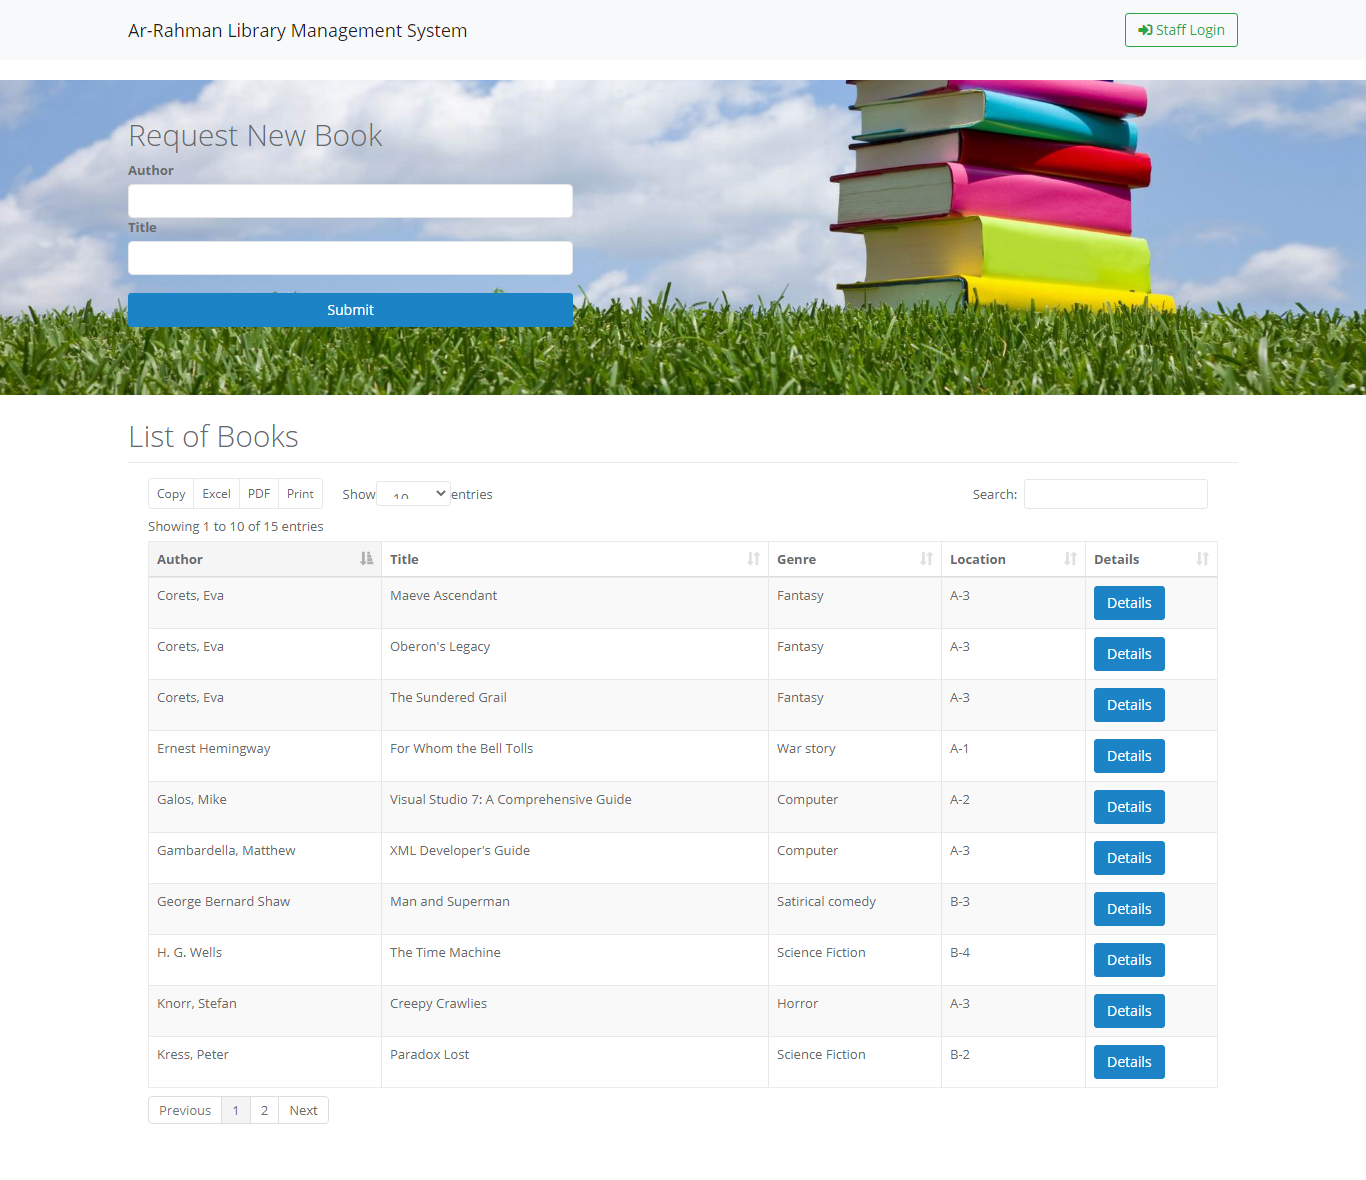 Ar-Rahman Library Management System
Staff Login
Request New Book
Author
Title
Submit
List of Books
Copy Excel PDF Print Show 10 entries Search:
Showing 1 to 10 of 15 entries
Author Title Genre Location Details
Corets, Eva Maeve Ascendant Fantasy A-3 Details
Corets, Eva Oberon's Legacy Fantasy A-3 Details
Corets, Eva The Sundered Grail Fantasy A-3 Details
Ernest Hemingway For Whom the Bell Tolls War story A-1 Details
Galos, Mike Visual Studio 7: A Comprehensive Guide Computer A-2 Details
Gambardella, Matthew XML Developer's Guide Computer A-3 Details
George Bernard Shaw Man and Superman Satirical comedy B-3 Details
H. G. Wells The Time Machine Science Fiction B-4 Details
Knorr, Stefan Creepy Crawlies Horror A-3 Details
Kress, Peter Paradox Lost Science Fiction B-2 Details
Previous 1 2 Next